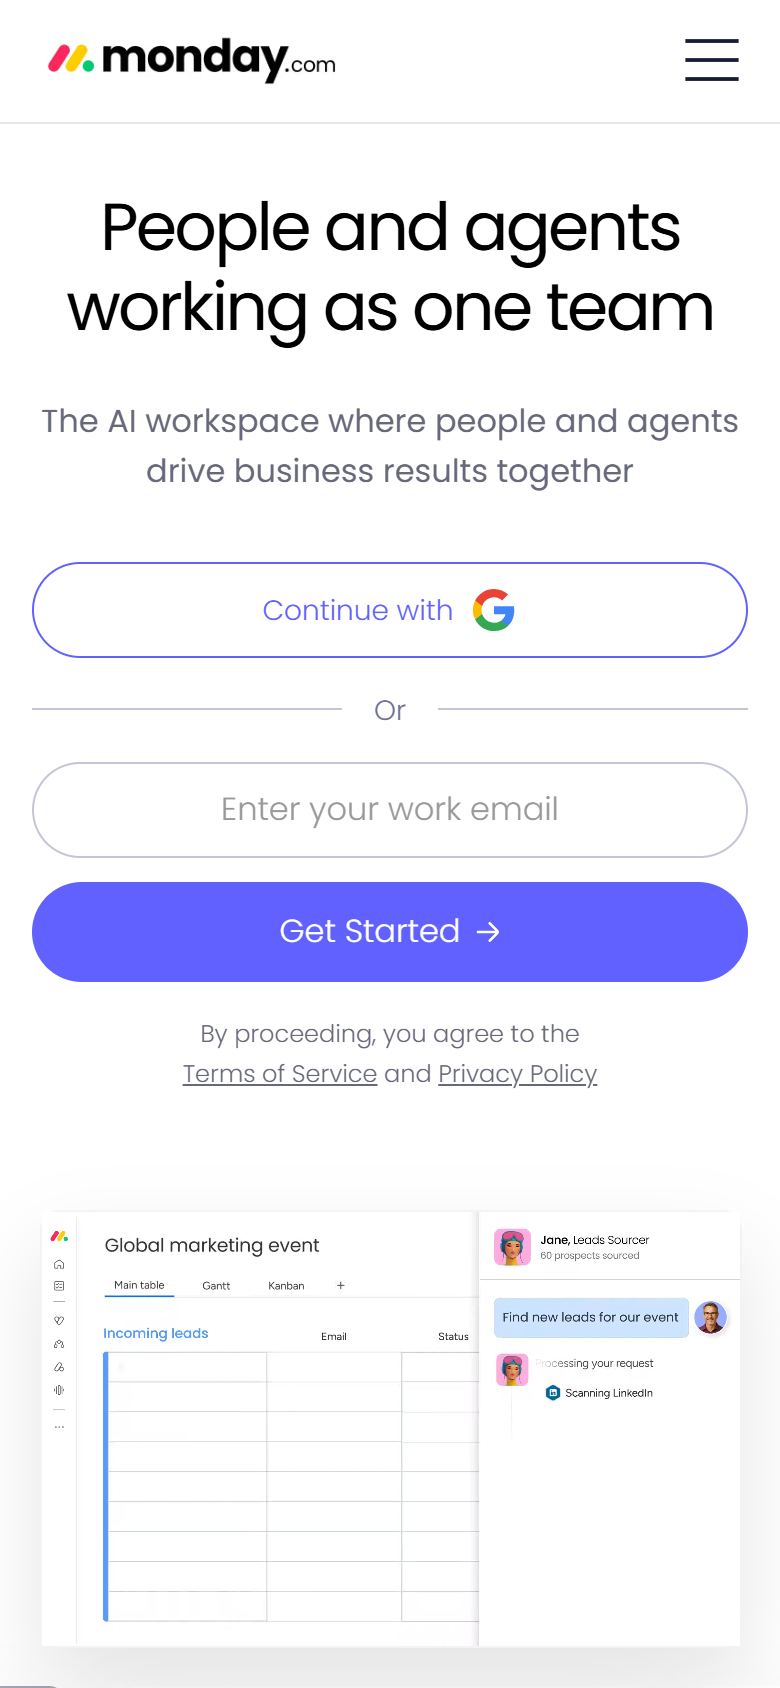 monday.com
People and agents
working as one team
The AI workspace where people and agents
drive business results together
Continue with
Or
Enter your work email
Get Started →
By proceeding, you agree to the
Terms of Service and Privacy Policy
Global marketing event
Main table Gantt Kanban +
Incoming leads Email Status
Jane, Leads Sourcer
60 prospects sourced
Find new leads for our event
Processing your request
Scanning LinkedIn